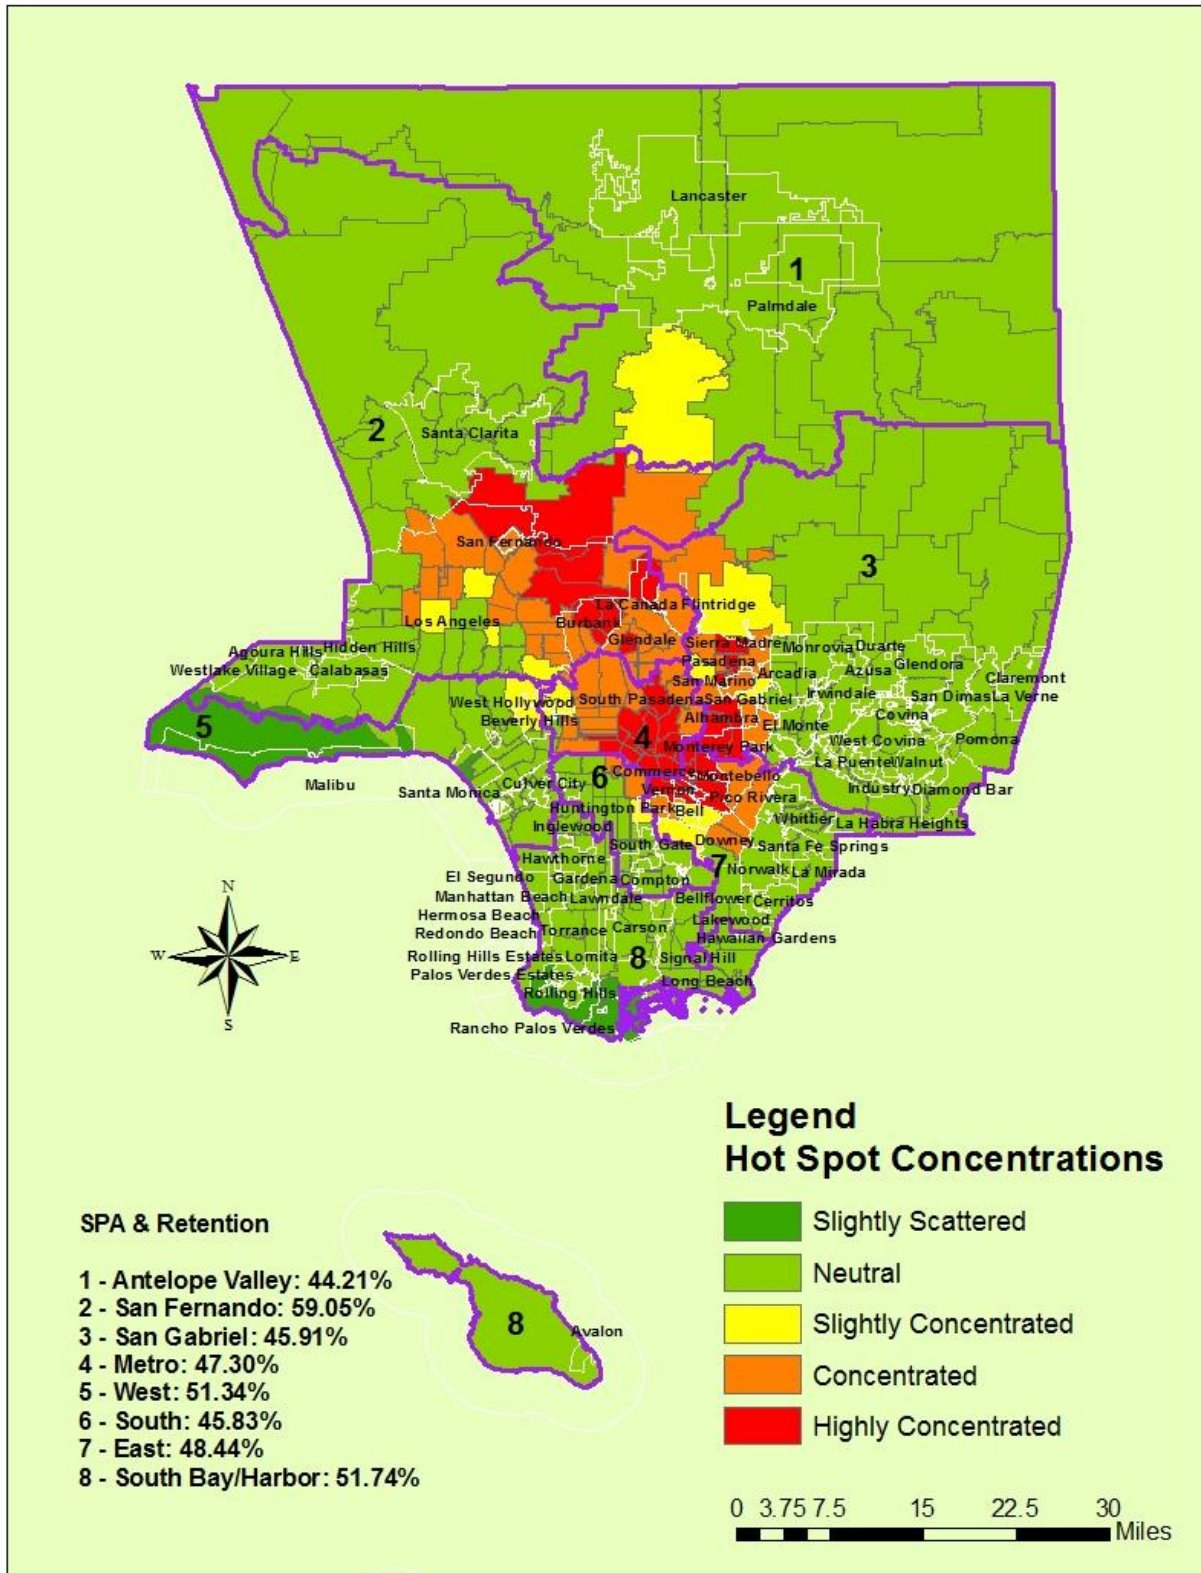 Lancaster
1
Palmdale
2
Santa Clarita
San Fernando
3
La Canada Flintridge
Los Angeles
Burbank
Glendale
Sierra Madre
Monrovia
Duarte
Agoura Hills
Hidden Hills
Pasadena
Azusa
Glendora
Westlake Village
Calabasas
San Marino
Arcadia
Claremont
Irwindale
San Dimas
La Verne
West Hollywood
South Pasadena
San Gabriel
5
Beverly Hills
Alhambra
El Monte
Covina
4
Monterey Park
West Covina
Pomona
La Puente
Walnut
Malibu
Santa Monica
Culver City
6
Commerce
Montebello
Vernon
Pico Rivera
Industry
Diamond Bar
Huntington Park
Bell
Whittier
La Habra Heights
Inglewood
South Gate
Downey
Santa Fe Springs
Hawthorne
7
Norwalk
La Mirada
El Segundo
Gardena
Compton
Manhattan Beach
Lawndale
Bellflower
Cerritos
Hermosa Beach
Lakewood
Redondo Beach
Torrance
Carson
Hawaiian Gardens
Rolling Hills Estates
Lomita
8
Signal Hill
Palos Verdes Estates
Long Beach
Rolling Hills
Rancho Palos Verdes
N
W
E
S
Legend
Hot Spot Concentrations
Slightly Scattered
Neutral
Slightly Concentrated
Concentrated
Highly Concentrated
SPA & Retention
1 - Antelope Valley: 44.21%
2 - San Fernando: 59.05%
3 - San Gabriel: 45.91%
4 - Metro: 47.30%
5 - West: 51.34%
6 - South: 45.83%
7 - East: 48.44%
8 - South Bay/Harbor: 51.74%
8
Avalon
0 3.75 7.5 15 22.5 30
Miles